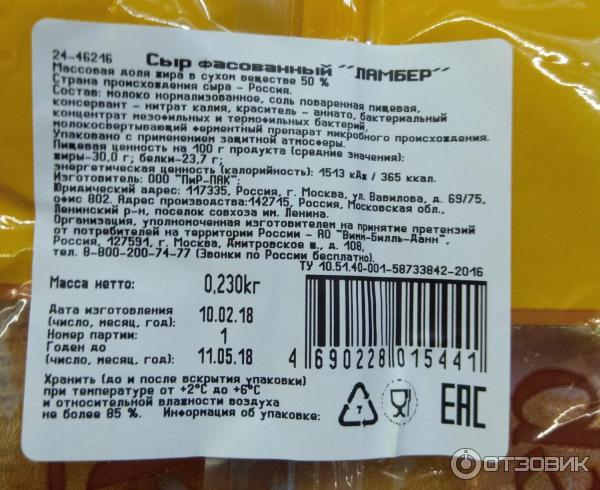 24-46216
Сыр фасованный "ЛАМБЕР"
Массовая доля жира в сухом веществе 50 %
Страна происхождения сыра - Россия.
Состав: молоко нормализованное, соль поваренная пищевая,
консервант - нитрат калия, краситель - аннато, бактериальный
концентрат мезофильных и термофильных бактерий,
молокосвертывающий ферментный препарат микробного происхождения.
Упаковано с применением защитной атмосферы.
Пищевая ценность на 100 г продукта (средние значения):
жиры-30,0 г; белки-23,7 г;
энергетическая ценность (калорийность): 1513 кДж / 365 ккал.
Изготовитель: ООО "ПиР-ПАК":
Юридический адрес: 117335, Россия, г. Москва, ул. Вавилова, д. 69/75,
офис 802. Адрес производства:142715, Россия, Московская обл.,
Ленинский р-н, поселок совхоза им. Ленина.
Организация, уполномоченная изготовителем на принятие претензий
от потребителей на территории России - АО "Вимм-Билль-Данн",
Россия, 127591, г. Москва, Дмитровское ш., д. 108,
тел. 8-800-200-74-77 (Звонки по России бесплатно).
ТУ 10.51.40-001-58733842-2016
Масса нетто: 0,230кг
Дата изготовления
(число, месяц, год): 10.02.18
Номер партии: 1
Годен до
(число, месяц, год): 11.05.18
4 690228 015441
Хранить (до и после вскрытия упаковки)
при температуре от +2°С до +6°С
и относительной влажности воздуха
не более 85 %. Информация об упаковке:
7
EAC
ОТЗОВИК